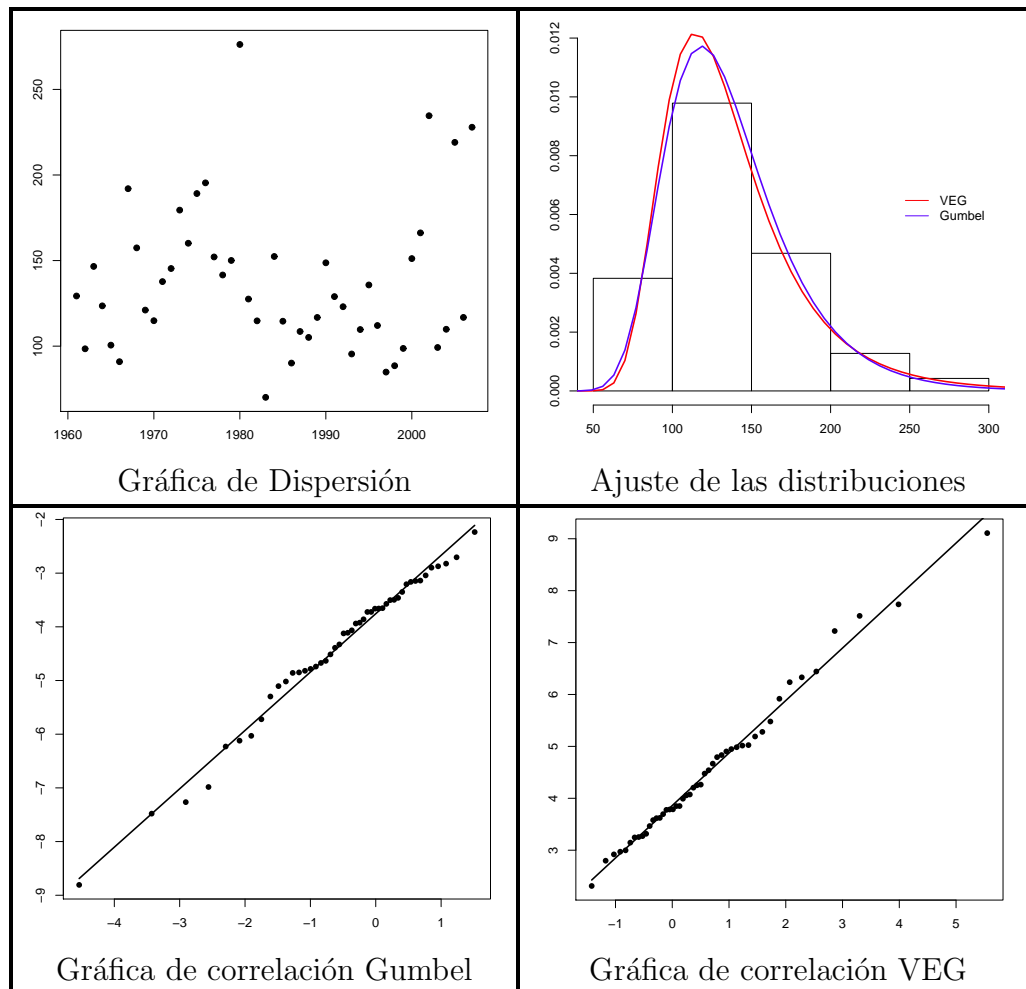 250
200
150
100
1960 1970 1980 1990 2000
Gráfica de Dispersión
0.012
0.010
0.008
0.006
0.004
0.002
0.000
VEG
Gumbel
50 100 150 200 250 300
Ajuste de las distribuciones
−2
−3
−4
−5
−6
−7
−8
−9
−4 −3 −2 −1 0 1
Gráfica de correlación Gumbel
9
8
7
6
5
4
3
−1 0 1 2 3 4 5
Gráfica de correlación VEG